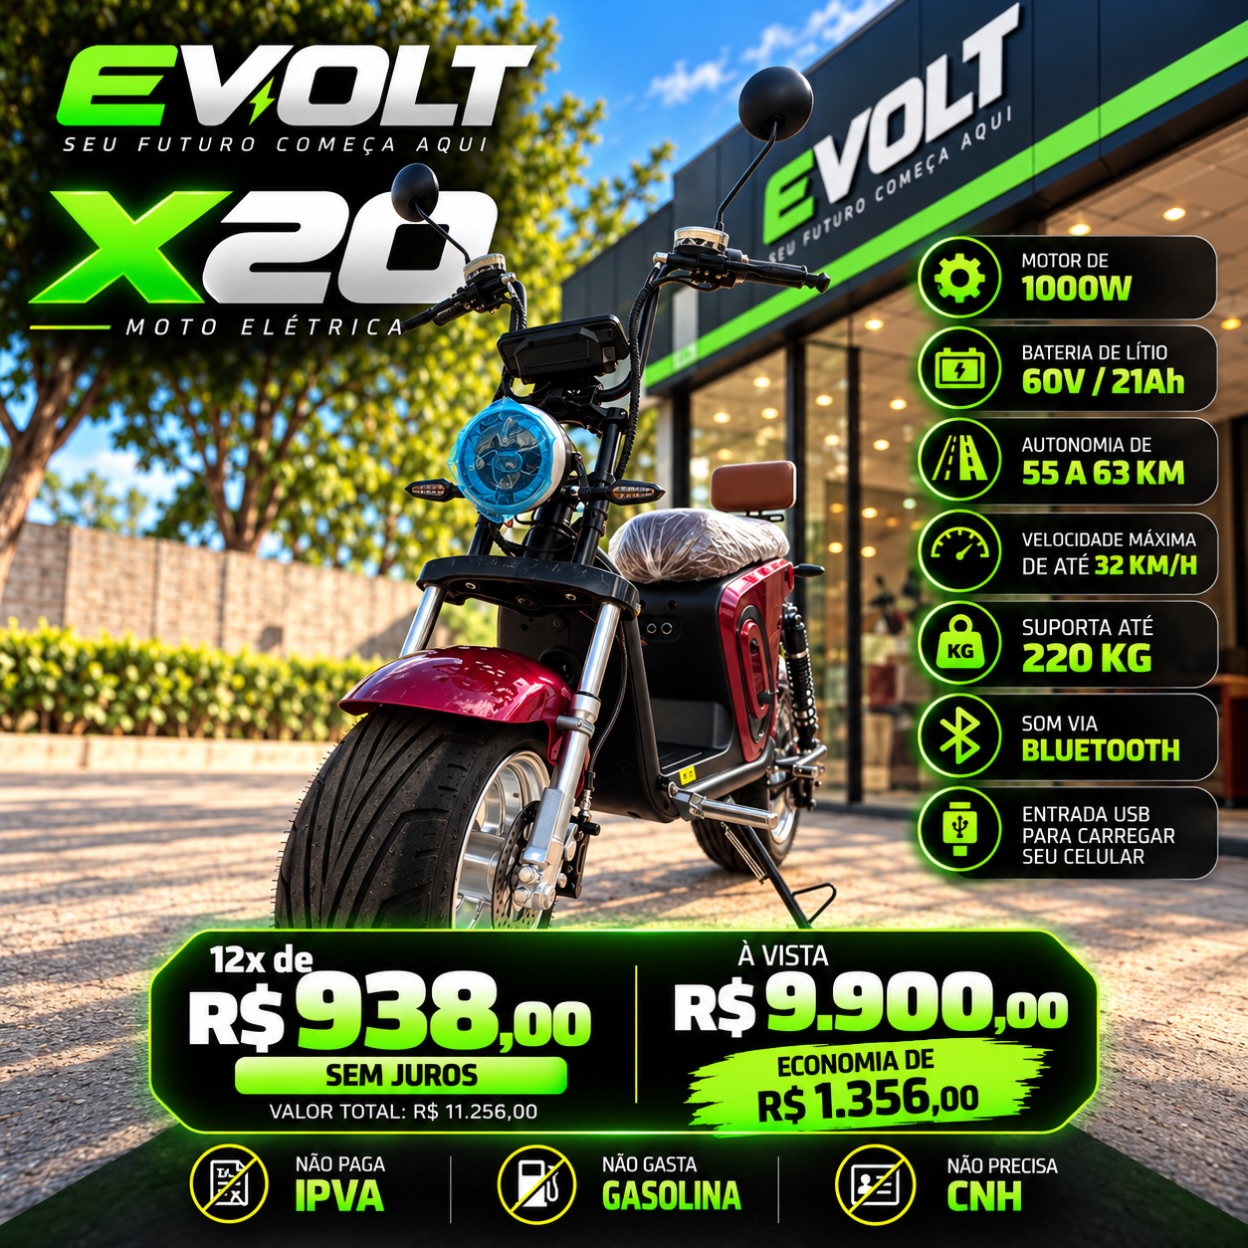 EVOLT
SEU FUTURO COMEÇA AQUI
X20
MOTO ELÉTRICA
EVOLT
SEU FUTURO COMEÇA AQUI
MOTOR DE
1000W
BATERIA DE LÍTIO
60V / 21Ah
AUTONOMIA DE
55 A 63 KM
VELOCIDADE MÁXIMA
DE ATÉ 32 KM/H
KG
SUPORTA ATÉ
220 KG
SOM VIA
BLUETOOTH
ENTRADA USB
PARA CARREGAR
SEU CELULAR
12x de
R$ 938,00
SEM JUROS
VALOR TOTAL: R$ 11.256,00
À VISTA
R$ 9.900,00
ECONOMIA DE
R$ 1.356,00
NÃO PAGA
IPVA
NÃO GASTA
GASOLINA
NÃO PRECISA
CNH